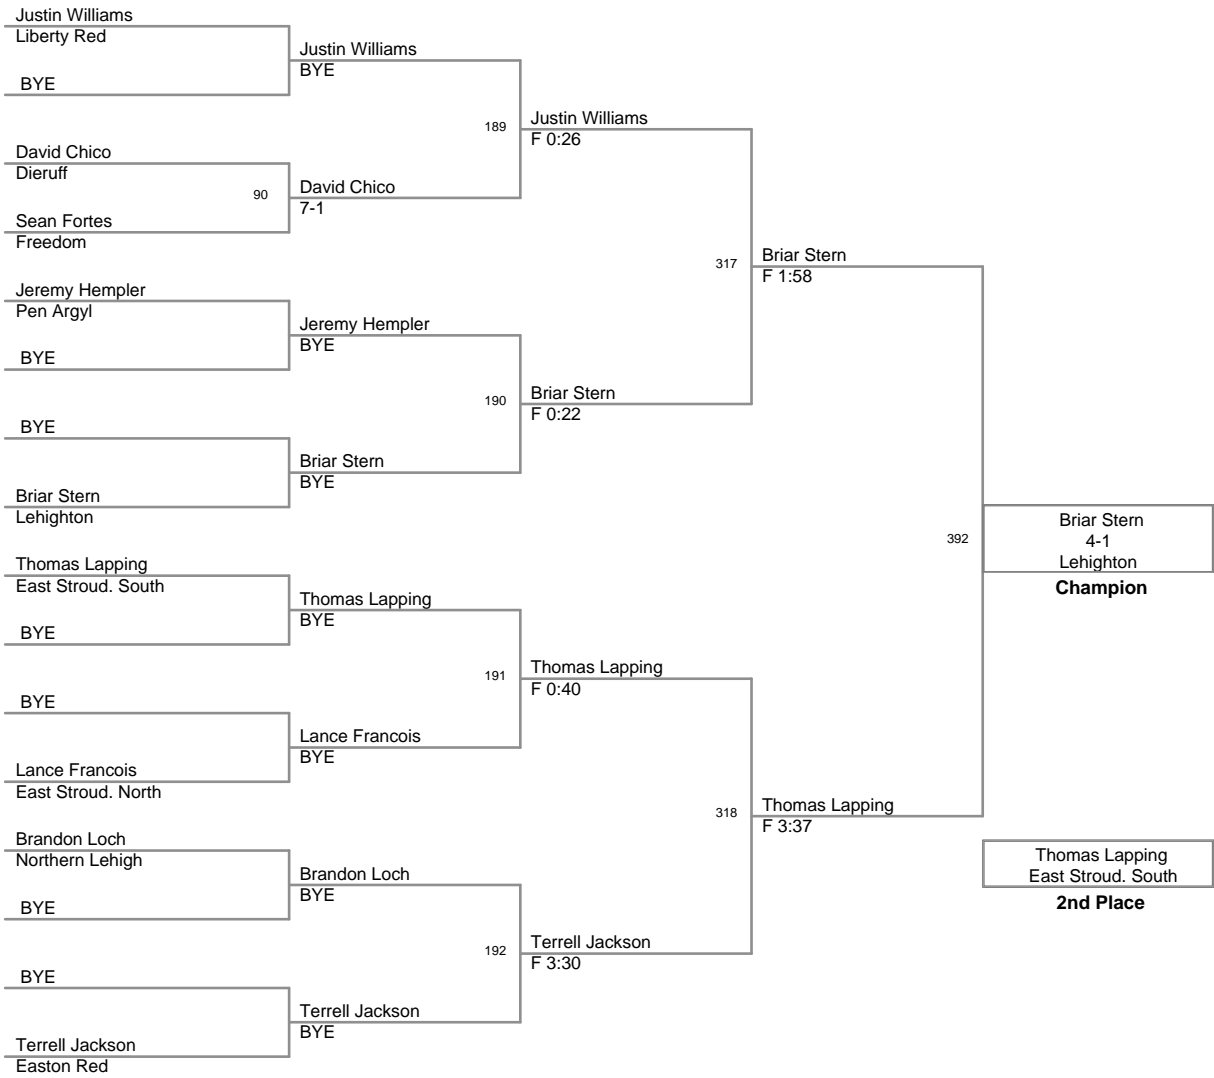 Justin Williams
Liberty Red
BYE
Justin Williams
BYE
David Chico
Dieruff
90
Sean Fortes
Freedom
David Chico
7-1
189
Justin Williams
F 0:26
Jeremy Hempler
Pen Argyl
BYE
Jeremy Hempler
BYE
BYE
Briar Stern
Lehighton
Briar Stern
BYE
190
Briar Stern
F 0:22
317
Briar Stern
F 1:58
Thomas Lapping
East Stroud. South
BYE
Thomas Lapping
BYE
BYE
Lance Francois
East Stroud. North
Lance Francois
BYE
191
Thomas Lapping
F 0:40
Brandon Loch
Northern Lehigh
BYE
Brandon Loch
BYE
BYE
Terrell Jackson
Easton Red
Terrell Jackson
BYE
192
Terrell Jackson
F 3:30
318
Thomas Lapping
F 3:37
392
Briar Stern
4-1
Lehighton
Champion
Thomas Lapping
East Stroud. South
2nd Place